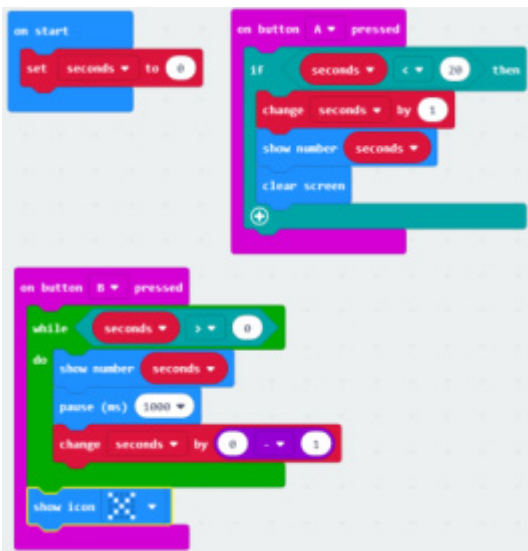 on start
set seconds to 0
on button A pressed
if seconds < 20 then
change seconds by 1
show number seconds
clear screen
on button B pressed
while seconds > 0
do
show number seconds
pause (ms) 1000
change seconds by 0 - 1
show icon